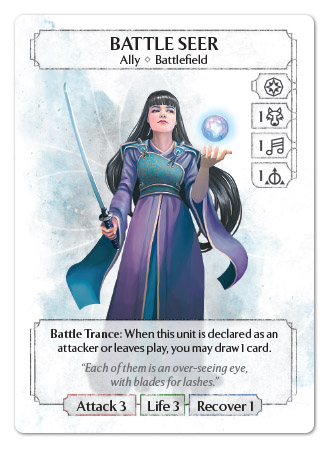 BATTLE SEER
Ally ⬦ Battlefield
1
1
1
Battle Trance: When this unit is declared as an
attacker or leaves play, you may draw 1 card.
“Each of them is an over-seeing eye,
with blades for lashes.”
Attack 3 Life 3 Recover 1